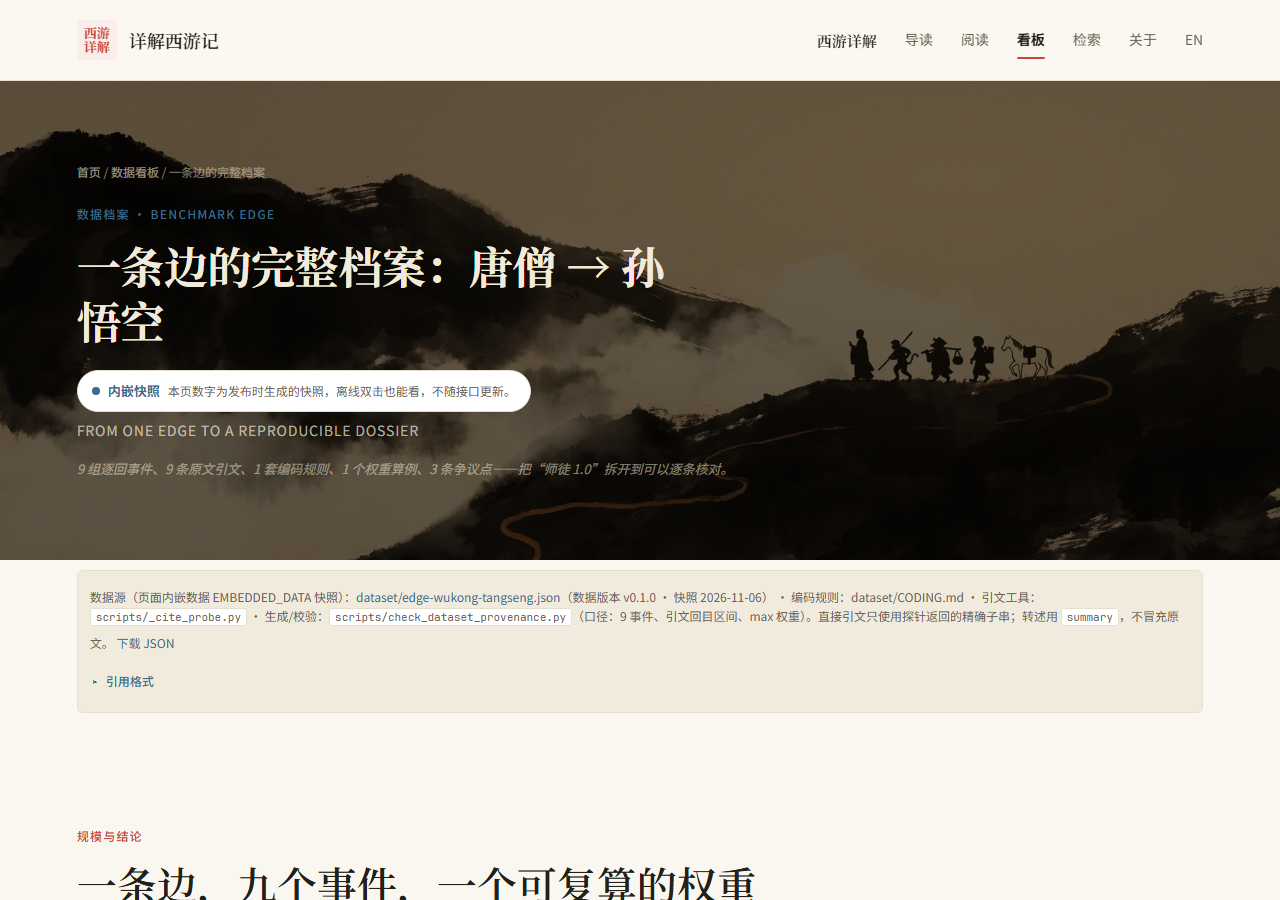 西游
详解
详解西游记
西游详解 导读 阅读 看板 检索 关于 EN
首页 / 数据看板 / 一条边的完整档案
数据档案 · BENCHMARK EDGE
一条边的完整档案：唐僧 → 孙
悟空
内嵌快照 本页数字为发布时生成的快照，离线双击也能看，不随接口更新。
FROM ONE EDGE TO A REPRODUCIBLE DOSSIER
9 组逐回事件、9 条原文引文、1 套编码规则、1 个权重算例、3 条争议点——把“师徒 1.0”拆开到可以逐条核对。
数据源（页面内嵌数据 EMBEDDED_DATA 快照）：dataset/edge-wukong-tangseng.json（数据版本 v0.1.0 · 快照 2026-11-06） · 编码规则：dataset/CODING.md · 引文工具：
scripts/_cite_probe.py · 生成/校验：scripts/check_dataset_provenance.py（口径：9 事件、引文回目区间、max 权重）。直接引文只使用探针返回的精确子串；转述用 summary，不冒充原
文。 下载 JSON
▸ 引用格式
规模与结论
一条边，九个事件，一个可复算的权重